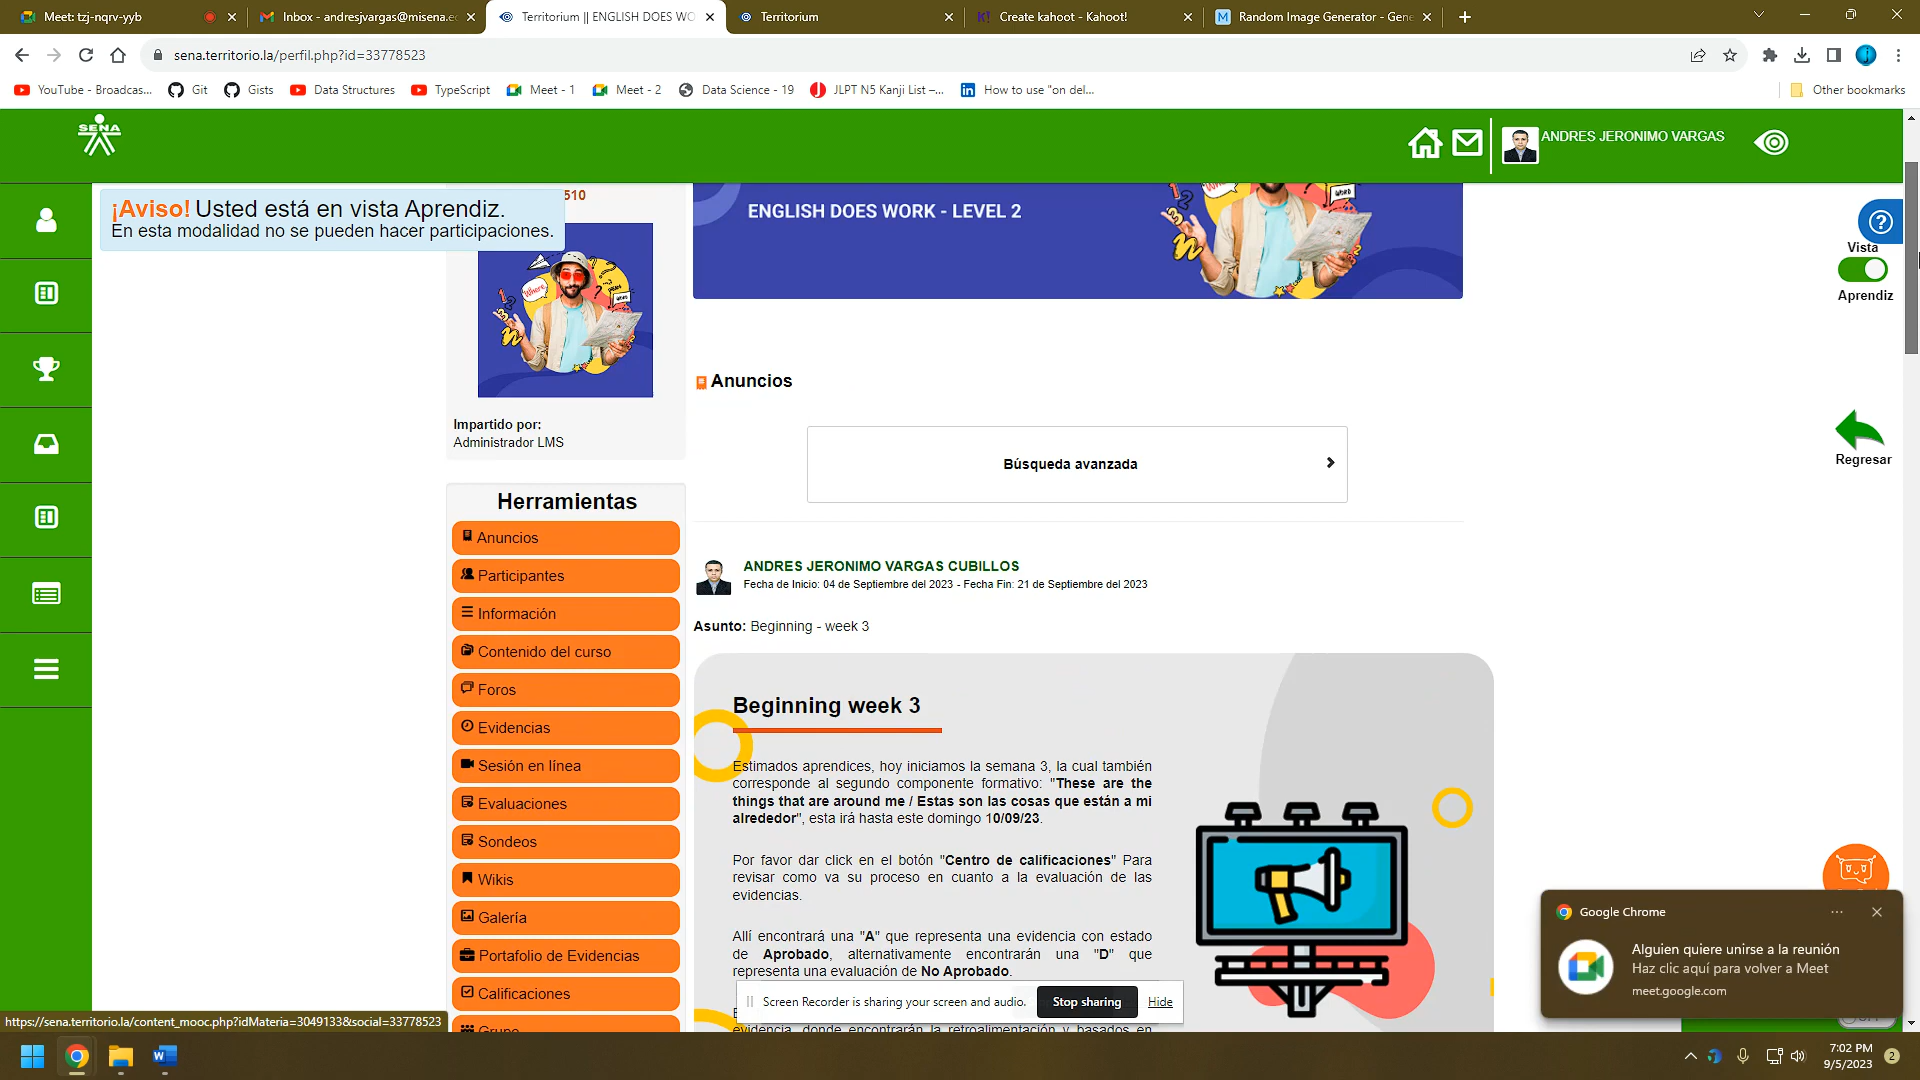 Meet: tzj-nqrv-yyb
Inbox - andresjvargas@misena.ec
Territorium || ENGLISH DOES WO
Territorium
Create kahoot - Kahoot!
Random Image Generator - Gene
sena.territorio.la/perfil.php?id=33778523
YouTube - Broadcas...
Git
Gists
Data Structures
TypeScript
Meet - 1
Meet - 2
Data Science - 19
JLPT N5 Kanji List –...
How to use "on del...
Other bookmarks
SENA
ANDRES JERONIMO VARGAS
¡Aviso! Usted está en vista Aprendiz.
En esta modalidad no se pueden hacer participaciones.
510
ENGLISH DOES WORK - LEVEL 2
Vista
Aprendiz
Regresar
Impartido por:
Administrador LMS
Herramientas
Anuncios
Participantes
Información
Contenido del curso
Foros
Evidencias
Sesión en línea
Evaluaciones
Sondeos
Wikis
Galería
Portafolio de Evidencias
Calificaciones
Grupo
Anuncios
Búsqueda avanzada
ANDRES JERONIMO VARGAS CUBILLOS
Fecha de Inicio: 04 de Septiembre del 2023 - Fecha Fin: 21 de Septiembre del 2023
Asunto: Beginning - week 3
Beginning week 3
Estimados aprendices, hoy iniciamos la semana 3, la cual también
corresponde al segundo componente formativo: "These are the
things that are around me / Estas son las cosas que están a mi
alrededor", esta irá hasta este domingo 10/09/23.
Por favor dar click en el botón "Centro de calificaciones" Para
revisar como va su proceso en cuanto a la evaluación de las
evidencias.
Allí encontrará una "A" que representa una evidencia con estado
de Aprobado, alternativamente encontrarán una "D" que
representa una evaluación de No Aprobado.
evidencia, donde encontrarán la retroalimentación y basados en
Screen Recorder is sharing your screen and audio.
Stop sharing
Hide
Google Chrome
Alguien quiere unirse a la reunión
Haz clic aquí para volver a Meet
meet.google.com
https://sena.territorio.la/content_mooc.php?idMateria=3049133&social=33778523
7:02 PM
9/5/2023
2